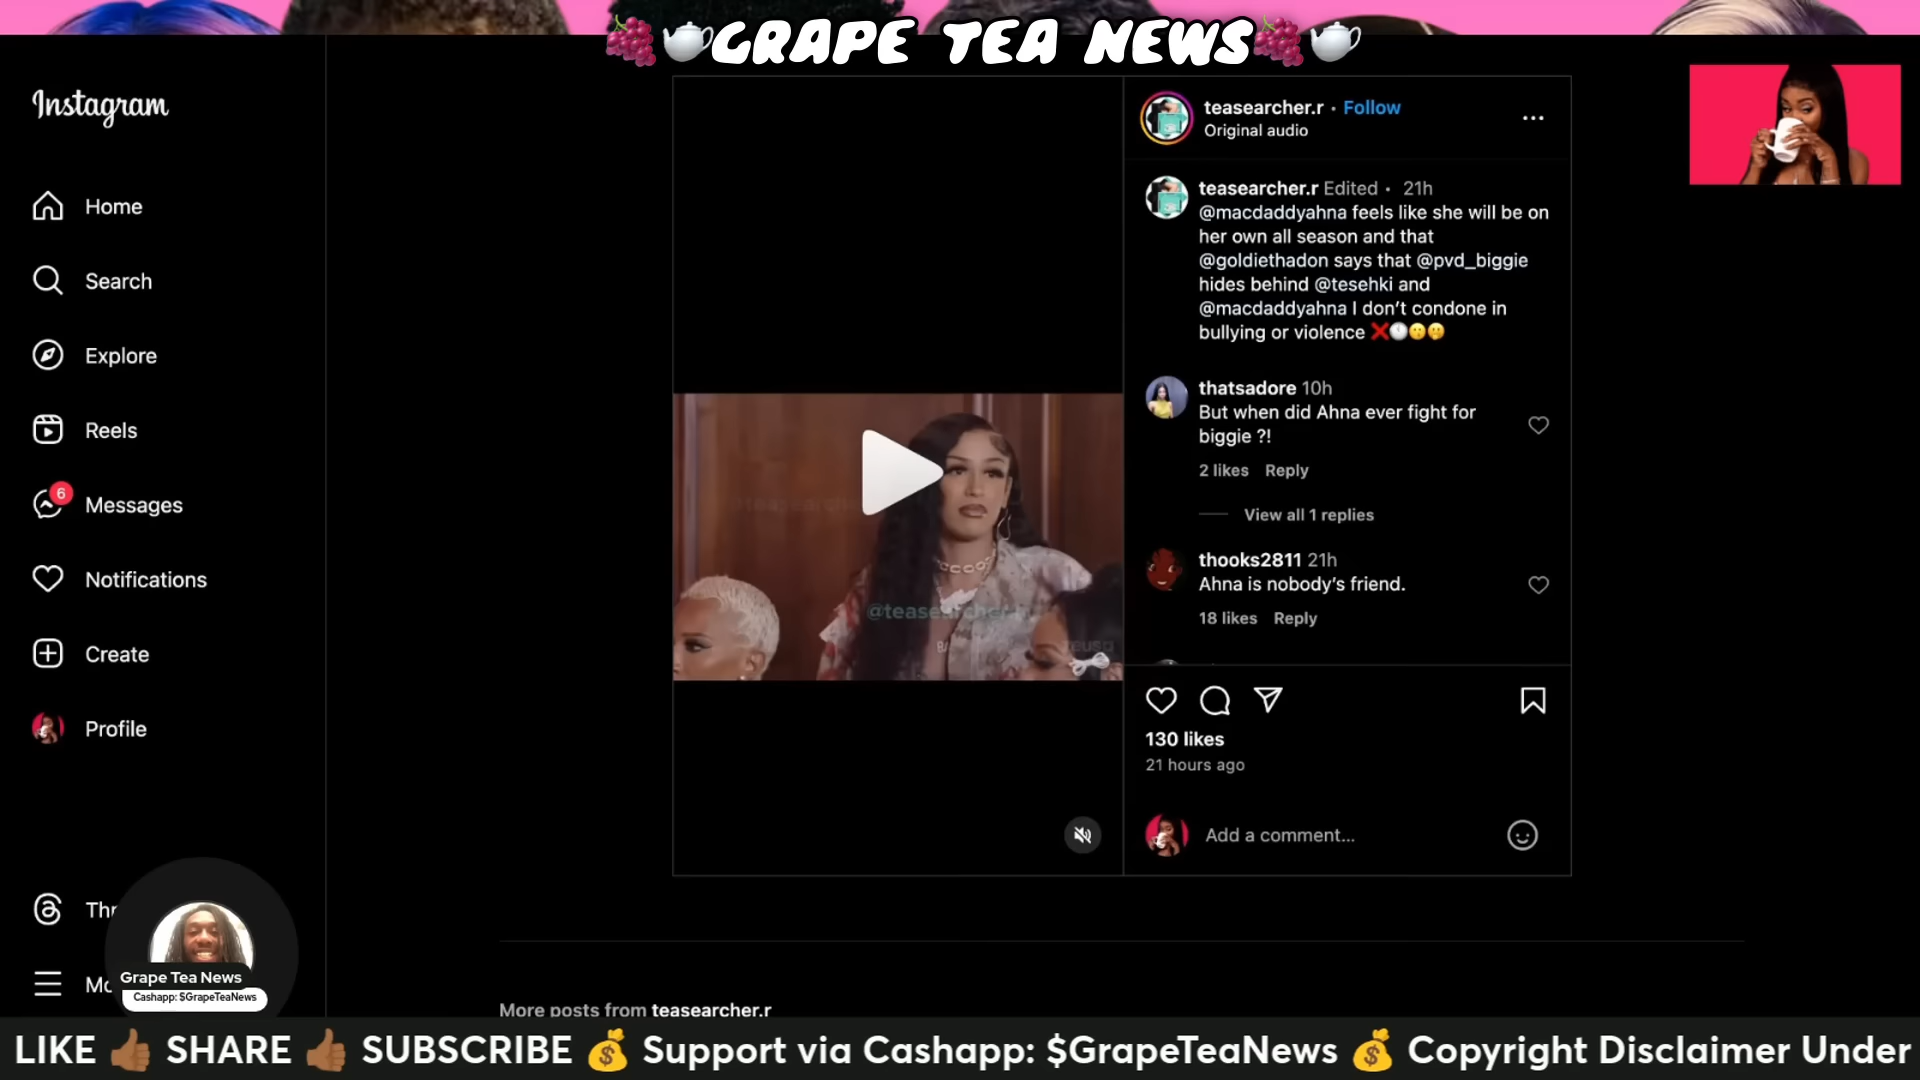 GRAPE TEA NEWS
Instagram
Home
Search
Explore
Reels
6
Messages
Notifications
Create
Profile
Grape Tea News
Cashapp: $GrapeTeaNews
@teasearcher.r
teasearcher.r • Follow
Original audio
teasearcher.r Edited • 21h
@macdaddyahna feels like she will be on
her own all season and that
@goldiethadon says that @pvd_biggie
hides behind @tesehki and
@macdaddyahna I don’t condone in
bullying or violence ❌🕐😗🤭
thatsadore 10h
But when did Ahna ever fight for
biggie ?!
2 likes Reply
View all 1 replies
thooks2811 21h
Ahna is nobody’s friend.
18 likes Reply
130 likes
21 hours ago
Add a comment...
More posts from teasearcher.r
LIKE 👍🏾 SHARE 👍🏾 SUBSCRIBE 💰 Support via Cashapp: $GrapeTeaNews 💰 Copyright Disclaimer Under